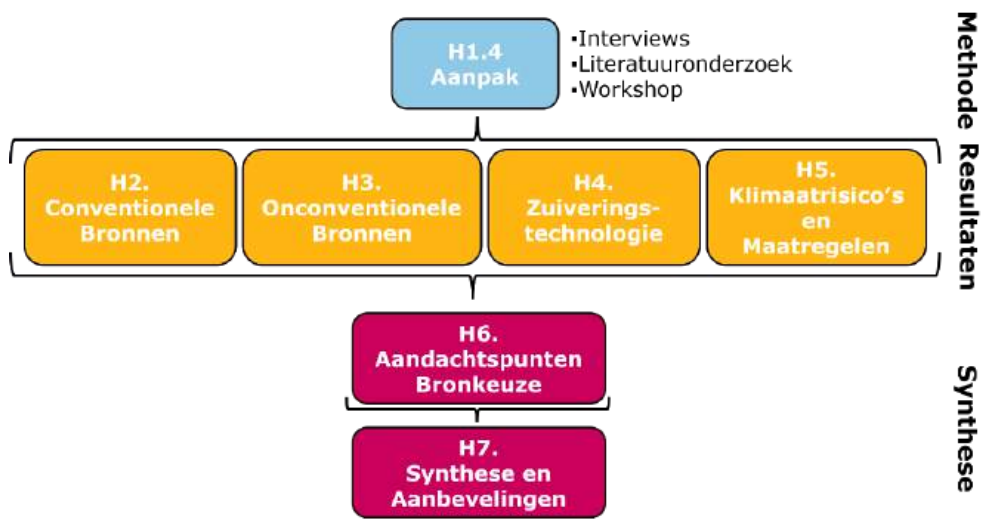 H1.4
Aanpak
▪Interviews
▪Literatuuronderzoek
▪Workshop
Methode
H2.
Conventionele
Bronnen
H3.
Onconventionele
Bronnen
H4.
Zuiverings-
technologie
H5.
Klimaatrisico’s
en
Maatregelen
Resultaten
H6.
Aandachtspunten
Bronkeuze
H7.
Synthese en
Aanbevelingen
Synthese